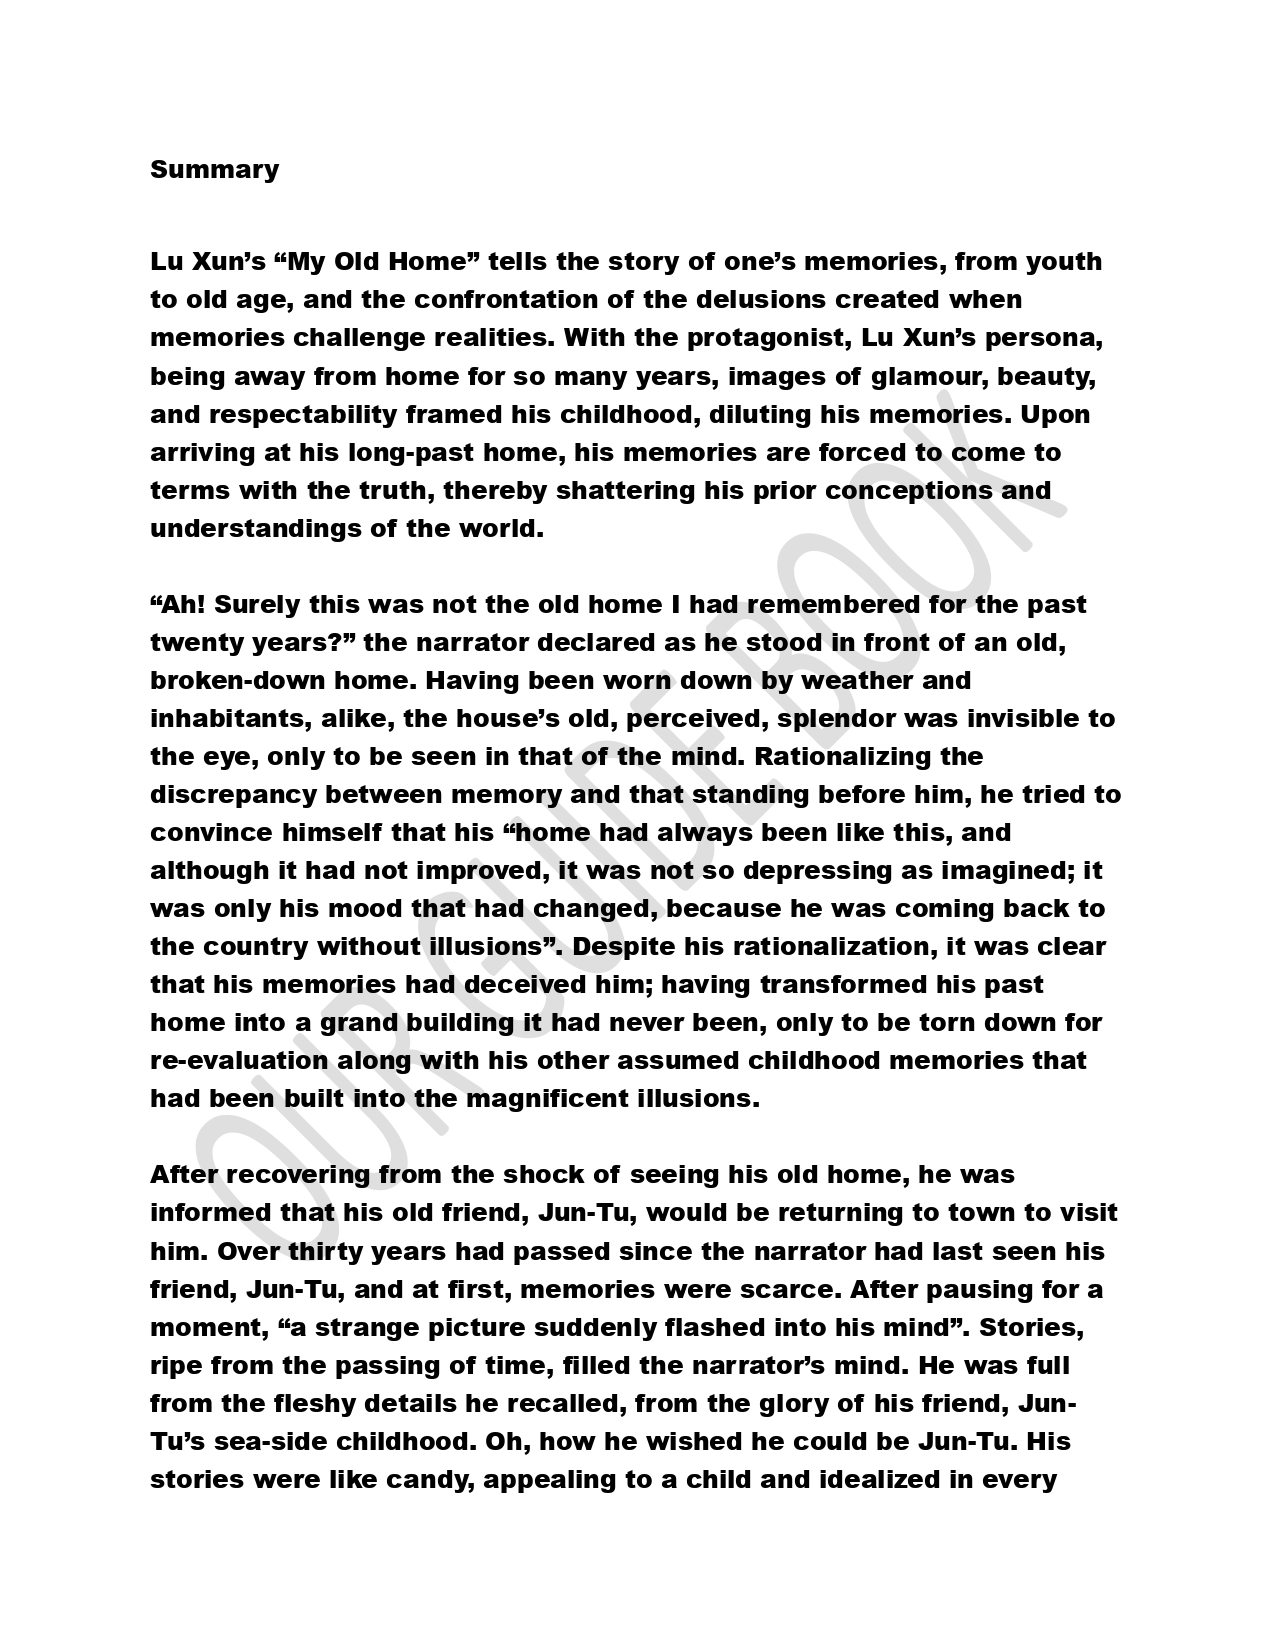 Summary
Lu Xun’s “My Old Home” tells the story of one’s memories, from youth
to old age, and the confrontation of the delusions created when
memories challenge realities. With the protagonist, Lu Xun’s persona,
being away from home for so many years, images of glamour, beauty,
and respectability framed his childhood, diluting his memories. Upon
arriving at his long-past home, his memories are forced to come to
terms with the truth, thereby shattering his prior conceptions and
understandings of the world.
“Ah! Surely this was not the old home I had remembered for the past
twenty years?” the narrator declared as he stood in front of an old,
broken-down home. Having been worn down by weather and
inhabitants, alike, the house’s old, perceived, splendor was invisible to
the eye, only to be seen in that of the mind. Rationalizing the
discrepancy between memory and that standing before him, he tried to
convince himself that his “home had always been like this, and
although it had not improved, it was not so depressing as imagined; it
was only his mood that had changed, because he was coming back to
the country without illusions”. Despite his rationalization, it was clear
that his memories had deceived him; having transformed his past
home into a grand building it had never been, only to be torn down for
re-evaluation along with his other assumed childhood memories that
had been built into the magnificent illusions.
After recovering from the shock of seeing his old home, he was
informed that his old friend, Jun-Tu, would be returning to town to visit
him. Over thirty years had passed since the narrator had last seen his
friend, Jun-Tu, and at first, memories were scarce. After pausing for a
moment, “a strange picture suddenly flashed into his mind”. Stories,
ripe from the passing of time, filled the narrator’s mind. He was full
from the fleshy details he recalled, from the glory of his friend, Jun-
Tu’s sea-side childhood. Oh, how he wished he could be Jun-Tu. His
stories were like candy, appealing to a child and idealized in every
OUR GUIDE BOOK